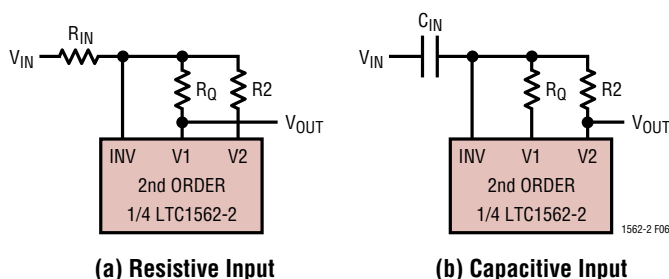 R_IN
V_IN
R_Q
R2
V_OUT
INV V1 V2
2nd ORDER
1/4 LTC1562-2
(a) Resistive Input
C_IN
V_IN
R_Q
R2
V_OUT
INV V1 V2
2nd ORDER
1/4 LTC1562-2
1562-2 F06
(b) Capacitive Input